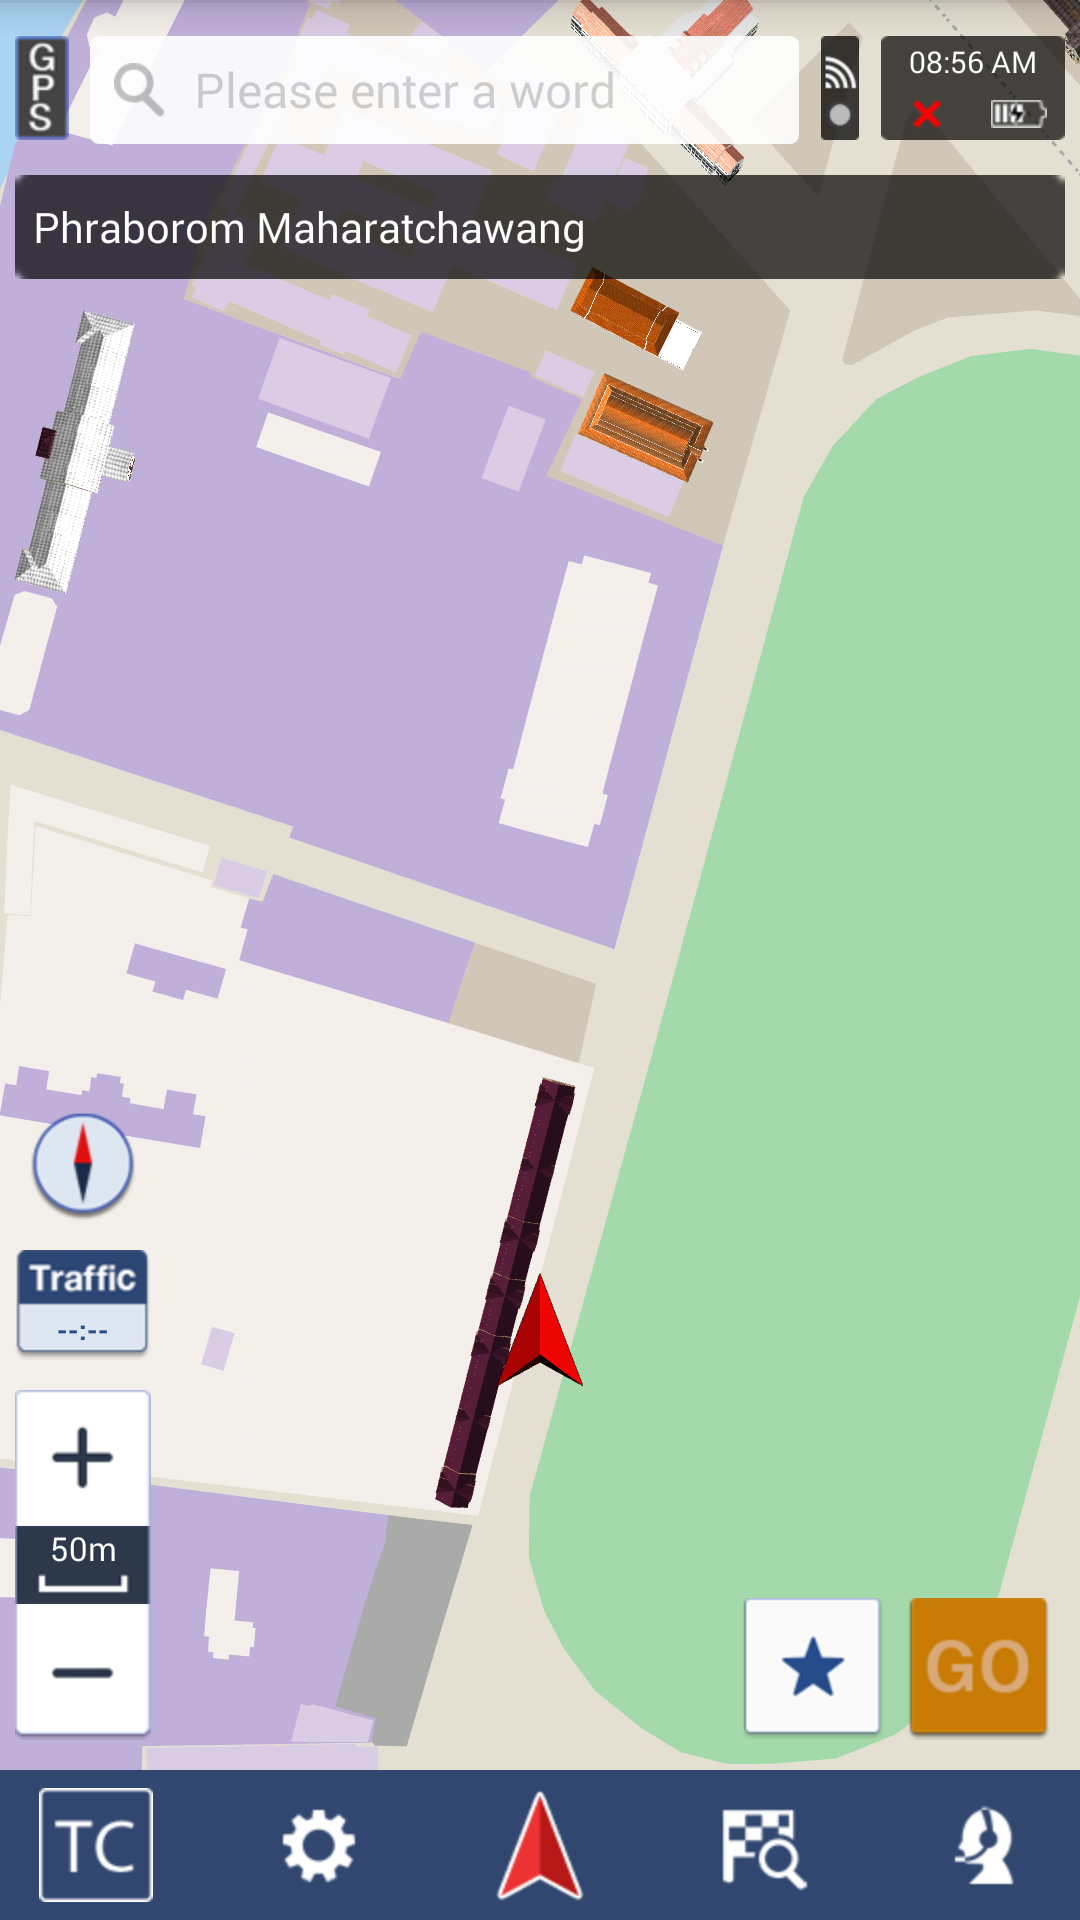 GPS
Please enter a word
08:56 AM
Phraborom Maharatchawang
Traffic
--:--
50m
GO
TC